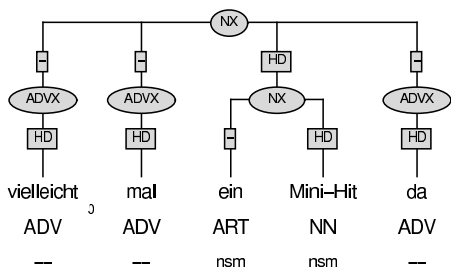 NX
- - HD -
ADVX ADVX NX ADVX
HD HD - HD HD
vielleicht mal ein Mini-Hit da
ADV ADV ART NN ADV
-- -- nsm nsm --